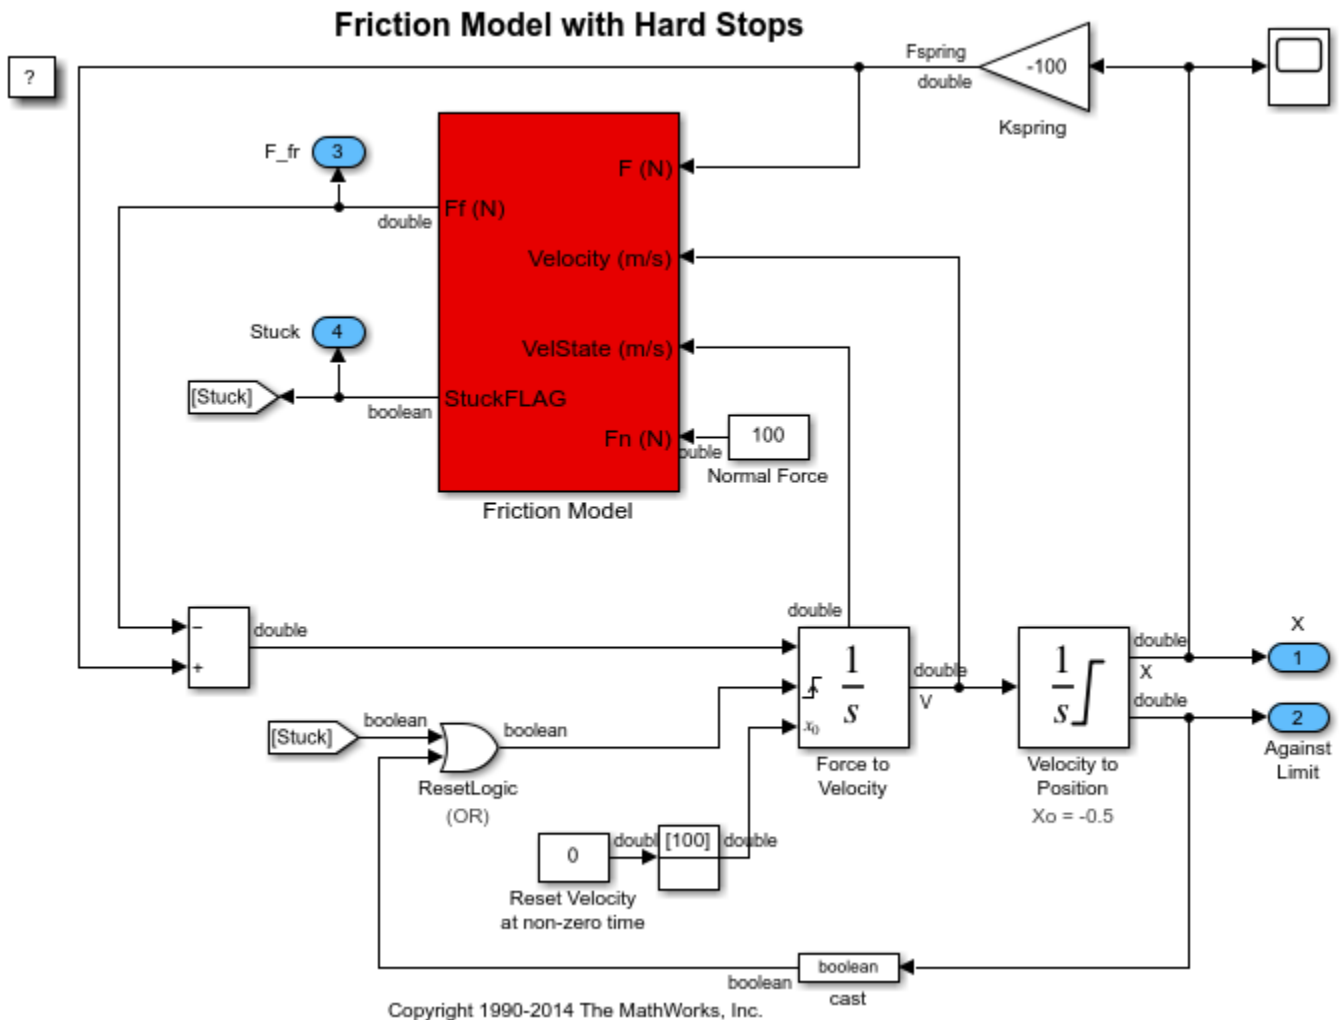 Friction Model with Hard Stops
?
Fspring
double
-100
Kspring
F_fr
3
F (N)
double
Ff (N)
Velocity (m/s)
Stuck
4
VelState (m/s)
[Stuck]
boolean
StuckFLAG
Fn (N)
ouble
100
Normal Force
Friction Model
double
−
+
double
1
s
x0
double
V
Force to
Velocity
1
s
double
X
double
Velocity to
Position
Xo = -0.5
X
1
2
Against
Limit
[Stuck]
boolean
boolean
ResetLogic
(OR)
0
doubl
[100]
double
Reset Velocity
at non-zero time
boolean
boolean
cast
Copyright 1990-2014 The MathWorks, Inc.